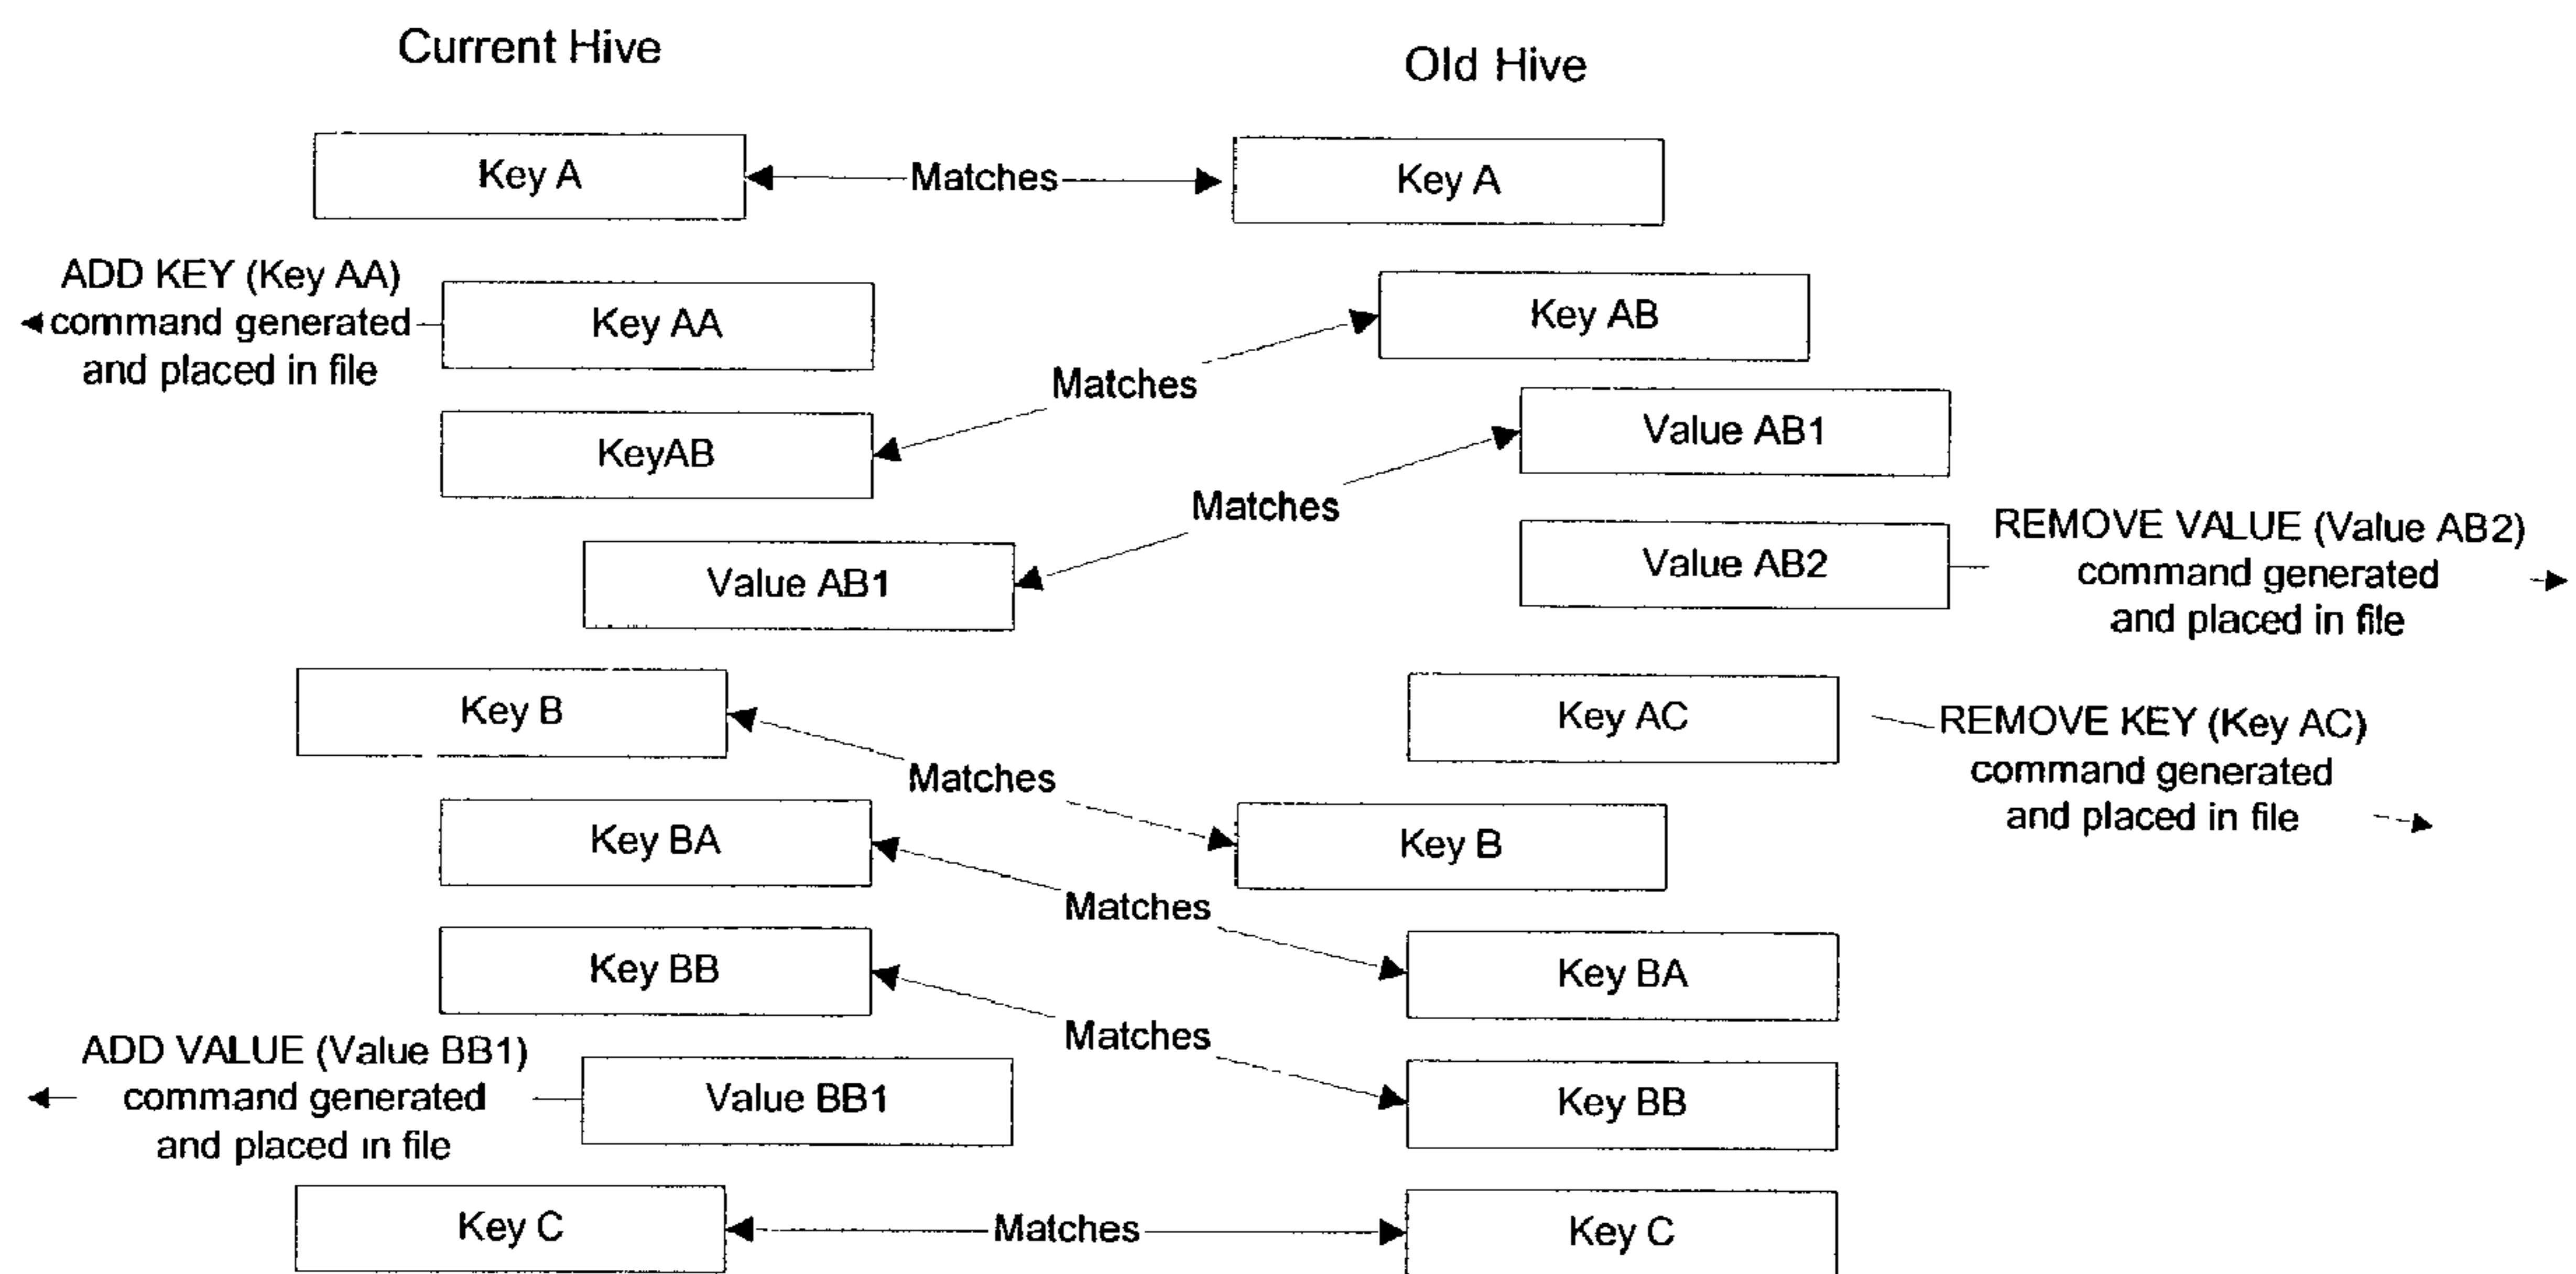 Current Hive
Old Hive
Key A
Matches
Key A
ADD KEY (Key AA)
command generated
and placed in file
Key AA
Key AB
Matches
KeyAB
Value AB1
Matches
Value AB1
Value AB2
REMOVE VALUE (Value AB2)
command generated
and placed in file
Key B
Key AC
REMOVE KEY (Key AC)
command generated
and placed in file
Matches
Key BA
Key B
Matches
Key BB
Key BA
Matches
ADD VALUE (Value BB1)
command generated
and placed in file
Value BB1
Key BB
Key C
Matches
Key C